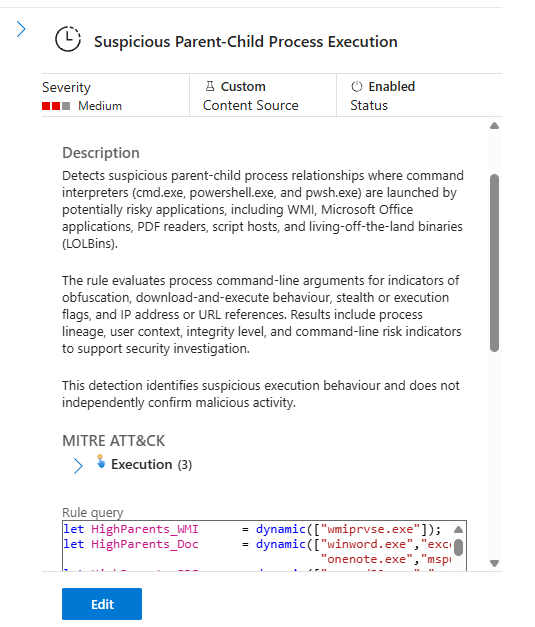 Suspicious Parent-Child Process Execution
Severity
Medium
Custom
Content Source
Enabled
Status
Description
Detects suspicious parent-child process relationships where command
interpreters (cmd.exe, powershell.exe, and pwsh.exe) are launched by
potentially risky applications, including WMI, Microsoft Office
applications, PDF readers, script hosts, and living-off-the-land binaries
(LOLBins).
The rule evaluates process command-line arguments for indicators of
obfuscation, download-and-execute behaviour, stealth or execution
flags, and IP address or URL references. Results include process
lineage, user context, integrity level, and command-line risk indicators
to support security investigation.
This detection identifies suspicious execution behaviour and does not
independently confirm malicious activity.
MITRE ATT&CK
Execution (3)
Rule query
let HighParents_WMI = dynamic(["wmiprvse.exe"]);
let HighParents_Doc = dynamic(["winword.exe","exc
"onenote.exe","msp
Edit